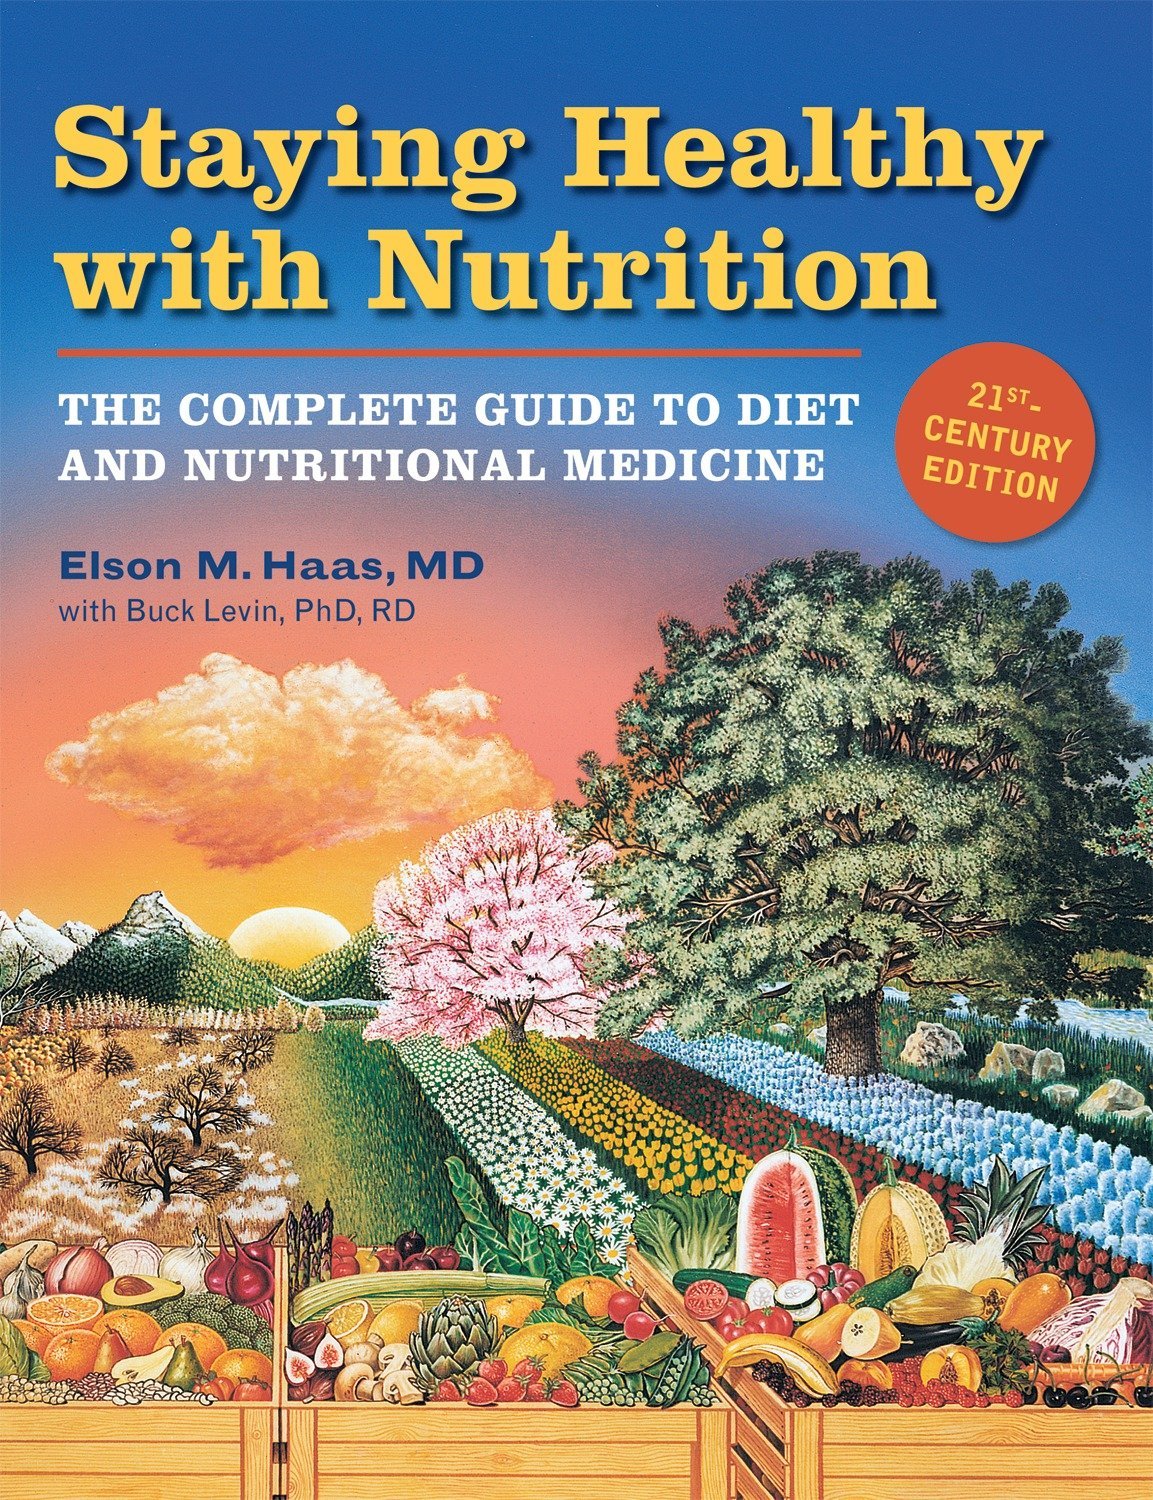 Staying Healthy
with Nutrition
THE COMPLETE GUIDE TO DIET
AND NUTRITIONAL MEDICINE
21ST-
CENTURY
EDITION
Elson M. Haas, MD
with Buck Levin, PhD, RD